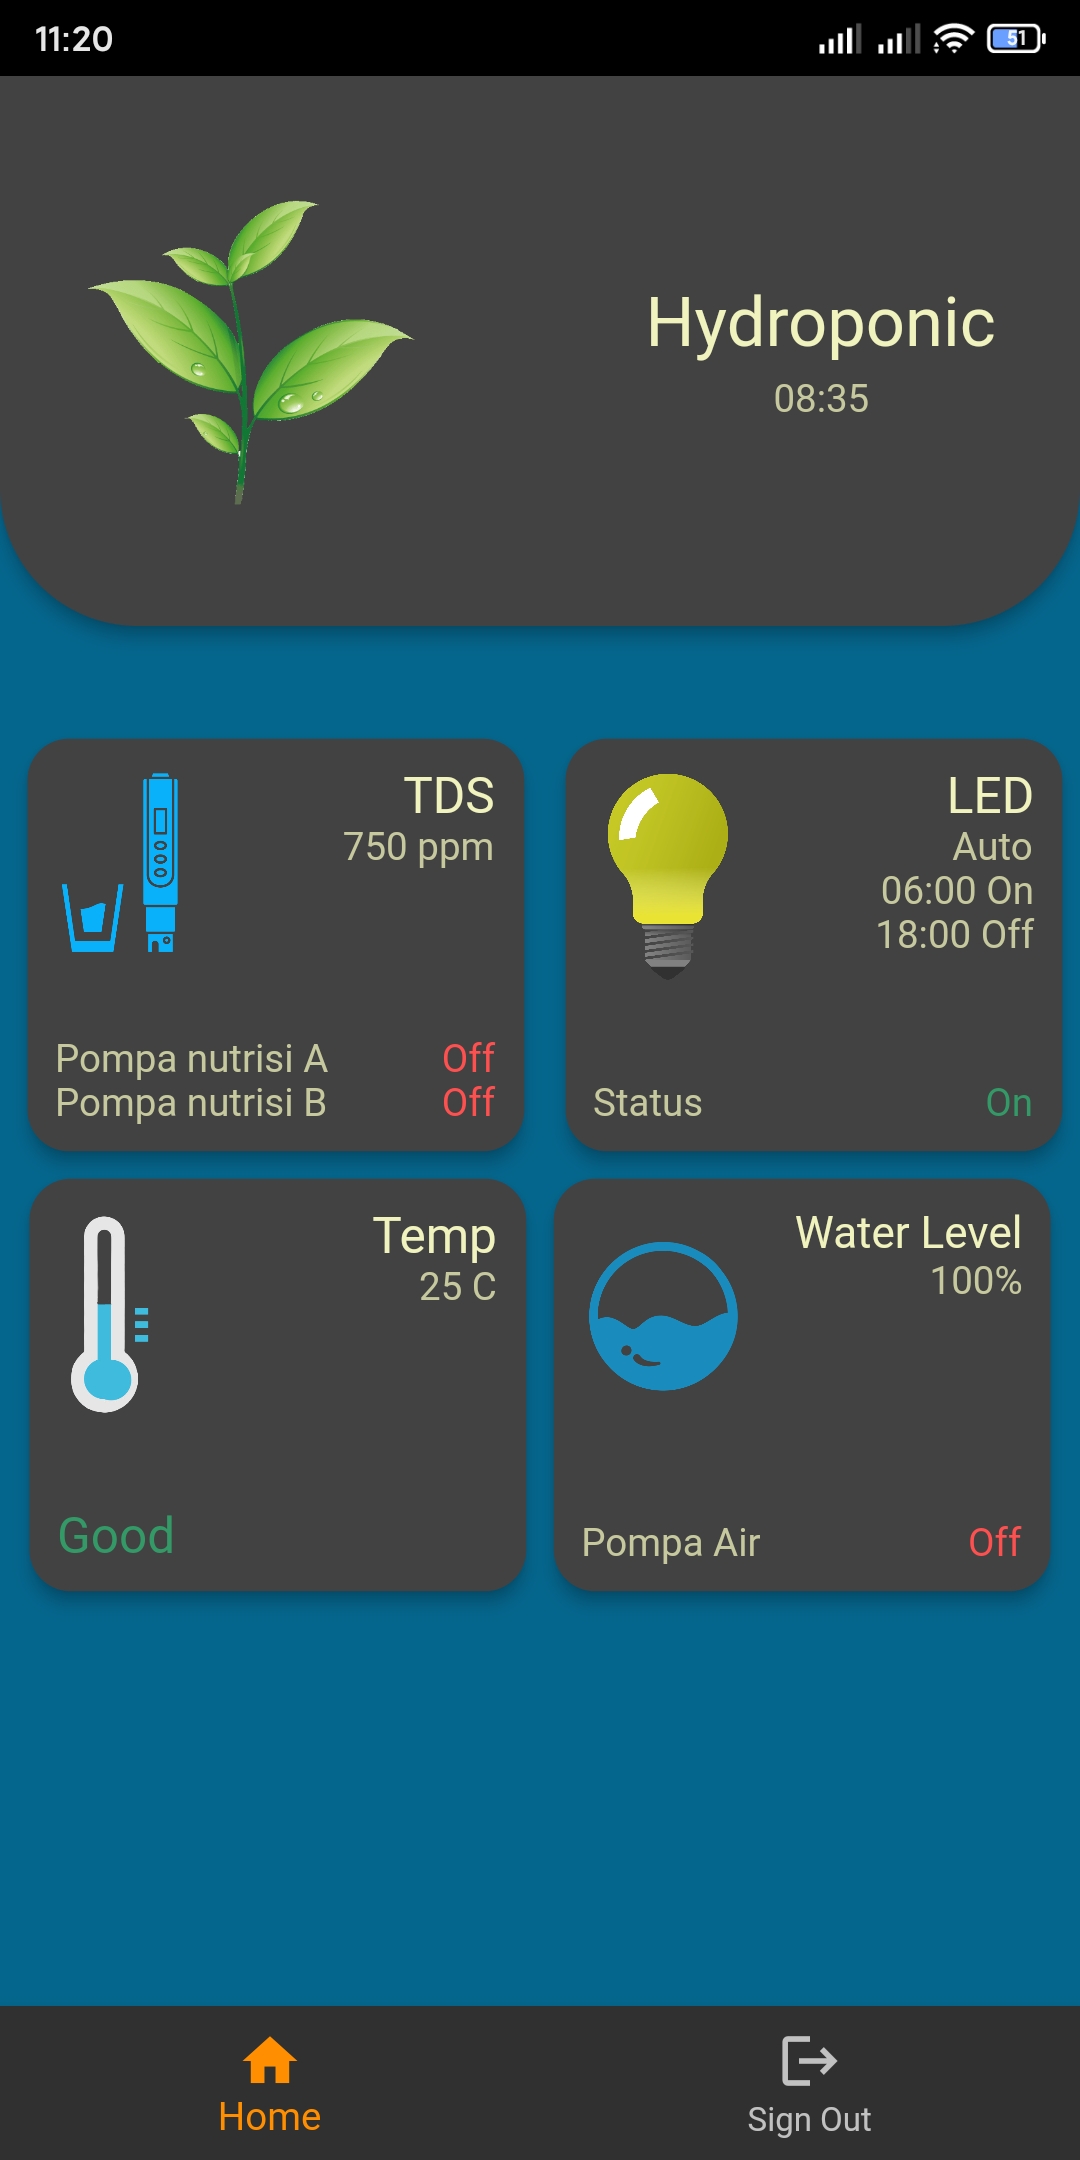 11:20
51
Hydroponic
08:35
TDS
750 ppm
Pompa nutrisi A Off
Pompa nutrisi B Off
LED
Auto
06:00 On
18:00 Off
Status On
Temp
25 C
Good
Water Level
100%
Pompa Air Off
Home
Sign Out